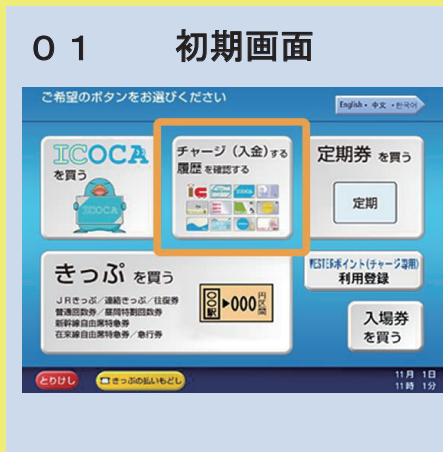 ０１ 初期画面
ご希望のボタンをお選びください
English・中文・한국어
ICOCA
を買う
ICOCA
チャージ（入金）する
履歴を確認する
定期券 を買う
定期
きっぷ を買う
JRきっぷ／連絡きっぷ／往復券
普通回数券／昼間特割回数券
新幹線自由席特急券
在来線自由席特急券／急行券
〇〇駅▶000円区間
WESTERポイント(チャージ専用)
利用登録
入場券
を買う
とりけし
きっぷの払いもどし
11月 1日
11時 1分